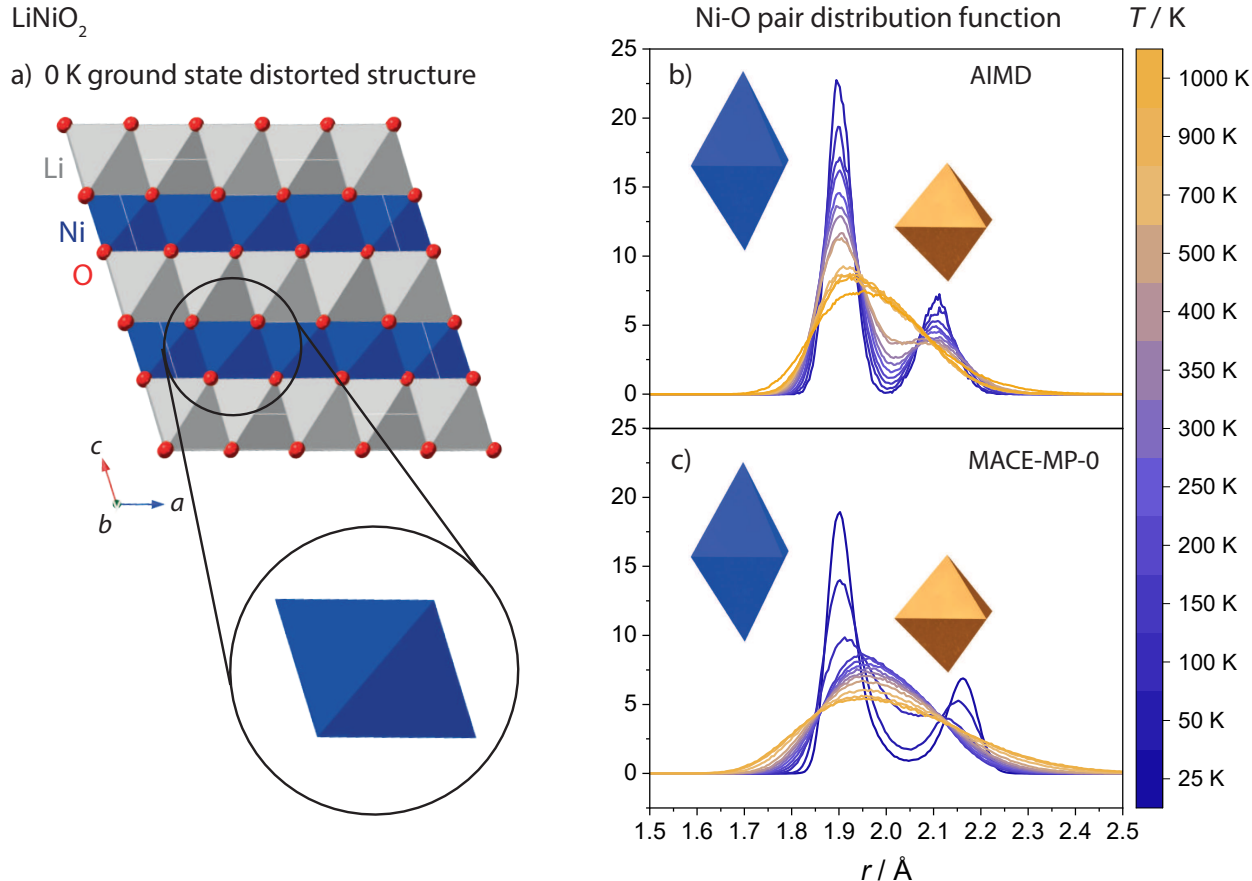 LiNiO₂
a) 0 K ground state distorted structure
Li
Ni
O
c
b
a
Ni-O pair distribution function
T / K
b)
AIMD
25
20
15
10
5
0
c)
MACE-MP-0
25
20
15
10
5
0
1.5 1.6 1.7 1.8 1.9 2.0 2.1 2.2 2.3 2.4 2.5
r / Å
1000 K
900 K
700 K
500 K
400 K
350 K
300 K
250 K
200 K
150 K
100 K
50 K
25 K